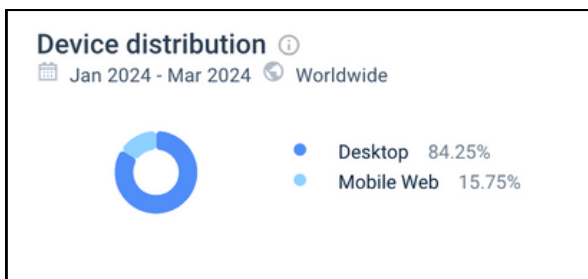 Device distribution
Jan 2024 - Mar 2024 Worldwide
Desktop 84.25%
Mobile Web 15.75%